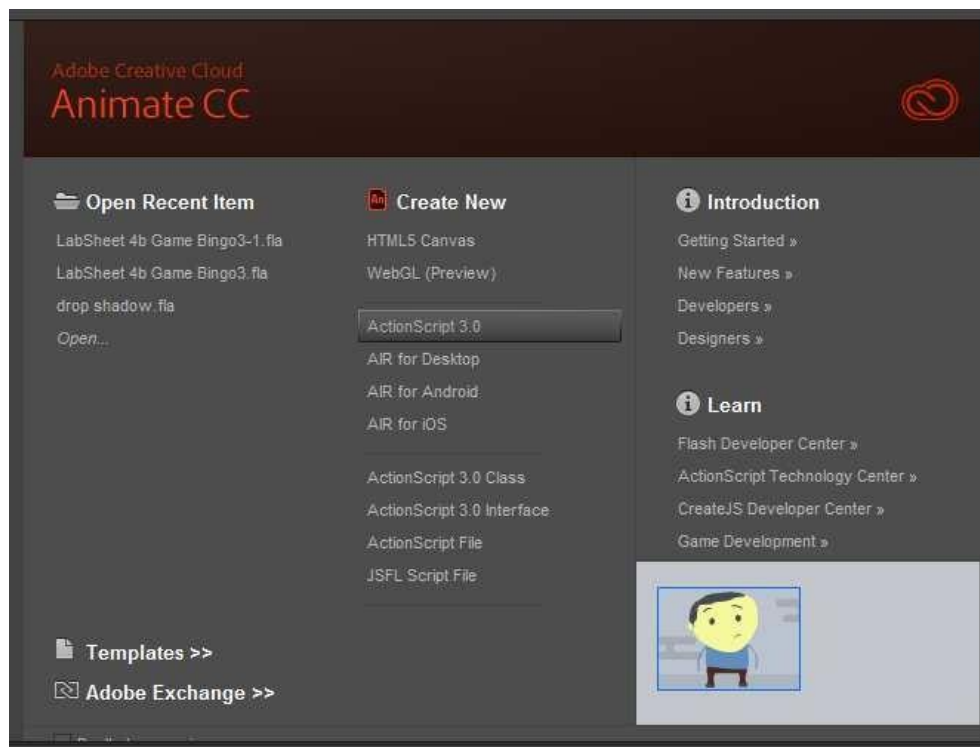 Adobe Creative Cloud
Animate CC
Open Recent Item
LabSheet 4b Game Bingo3-1.fla
LabSheet 4b Game Bingo3.fla
drop shadow.fla
Open...
Templates >>
Adobe Exchange >>
An Create New
HTML5 Canvas
WebGL (Preview)
ActionScript 3.0
AIR for Desktop
AIR for Android
AIR for iOS
ActionScript 3.0 Class
ActionScript 3.0 Interface
ActionScript File
JSFL Script File
Introduction
Getting Started »
New Features »
Developers »
Designers »
Learn
Flash Developer Center »
ActionScript Technology Center »
CreateJS Developer Center »
Game Development »